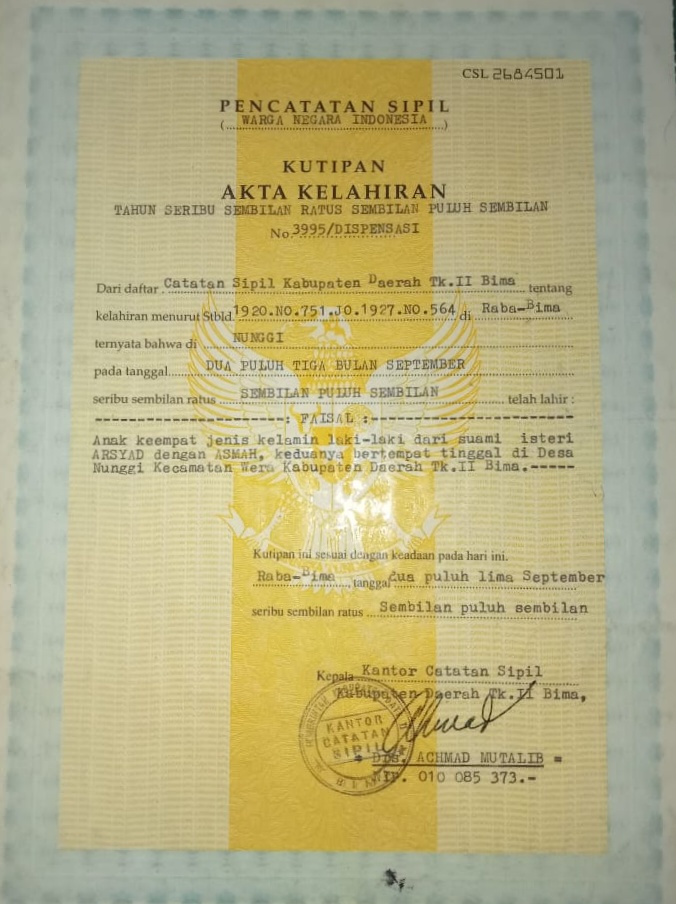 CSL 2684501
PENCATATAN SIPIL
( WARGA NEGARA INDONESIA )
KUTIPAN
AKTA KELAHIRAN
TAHUN SERIBU SEMBILAN RATUS SEMBILAN PULUH SEMBILAN
No. 3995/DISPENSASI
Dari daftar Catatan Sipil Kabupaten Daerah Tk.II Bima tentang
kelahiran menurut Stbld. 1920.NO.751.JO.1927.NO.564 di Raba-Bima
ternyata bahwa di NUNGGI
pada tanggal DUA PULUH TIGA BULAN SEPTEMBER
seribu sembilan ratus SEMBILAN PULUH SEMBILAN telah lahir :
: FAISAL :
Anak keempat jenis kelamin laki-laki dari suami isteri
ARSYAD dengan ASMAH, keduanya bertempat tinggal di Desa
Nunggi Kecamatan Wera Kabupaten Daerah Tk.II Bima.-----
Kutipan ini sesuai dengan keadaan pada hari ini.
Raba-Bima, tanggal dua puluh lima September
seribu sembilan ratus Sembilan puluh sembilan
Kepala Kantor Catatan Sipil
Kabupaten Daerah Tk.II Bima,
KANTOR
CATATAN
SIPIL
= Drs. ACHMAD MUTALIB =
NIP. 010 085 373.-